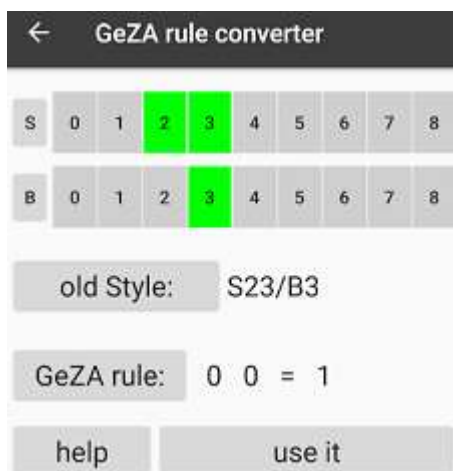 ← GeZA rule converter
S 0 1 2 3 4 5 6 7 8
B 0 1 2 3 4 5 6 7 8
old Style: S23/B3
GeZA rule: 0 0 = 1
help use it